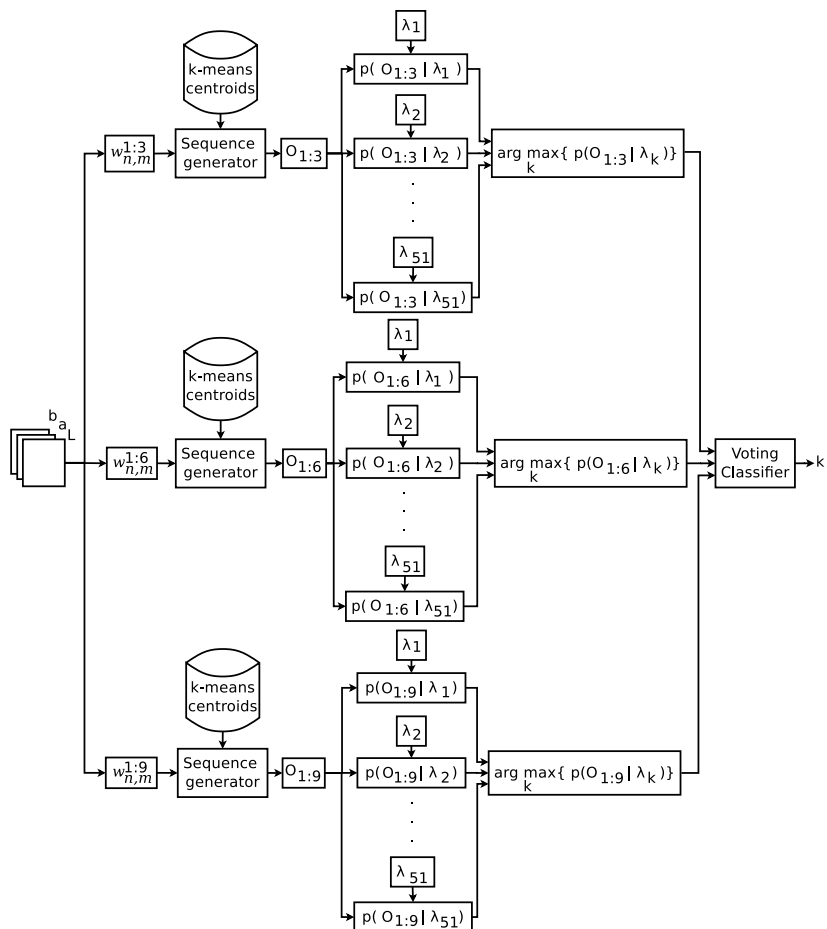 λ1
k-means
centroids
p( O1:3 | λ1 )
λ2
w1:3n,m
Sequence
generator
O1:3
p( O1:3 | λ2 )
arg max{ p(O1:3 | λk )}
k
. . .
λ51
p( O1:3 | λ51)
λ1
k-means
centroids
p( O1:6 | λ1 )
λ2
b
a
L
w1:6n,m
Sequence
generator
O1:6
p( O1:6 | λ2 )
arg max{ p(O1:6 | λk )}
k
Voting
Classifier
k
. . .
λ51
p( O1:6 | λ51)
λ1
k-means
centroids
p(O1:9 | λ1)
λ2
w1:9n,m
Sequence
generator
O1:9
p(O1:9 | λ2)
arg max{ p(O1:9 | λk )}
k
. . .
λ51
p( O1:9 | λ51)